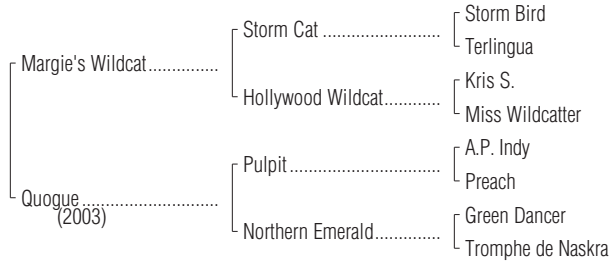 Storm Bird
Storm Cat ..................
Terlingua
Margie's Wildcat..............
Kris S.
Hollywood Wildcat...........
Miss Wildcatter
A.P. Indy
Pulpit.........................
Preach
Quogue ...........................
(2003)
Green Dancer
Northern Emerald.............
Tromphe de Naskra